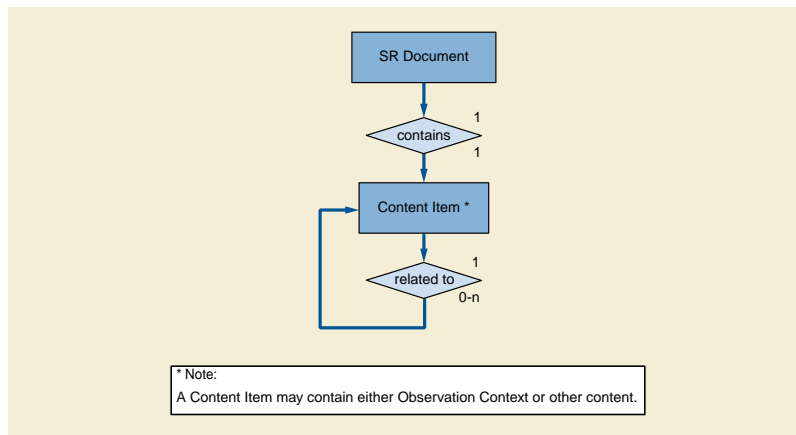 SR Document
1
contains
1
Content Item *
1
related to
0-n
* Note:
A Content Item may contain either Observation Context or other content.